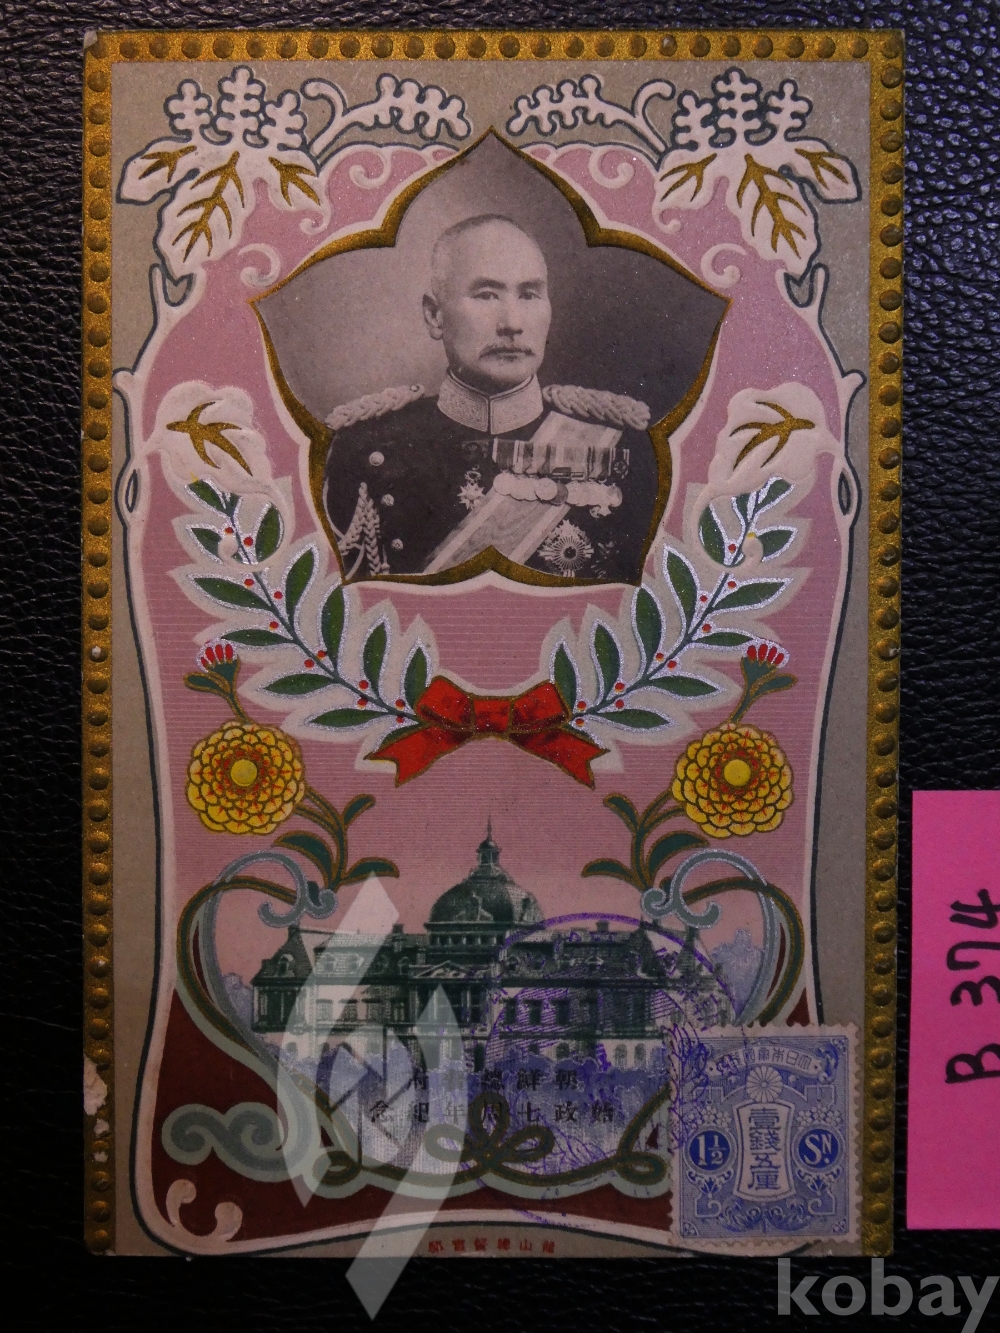 朝鮮總督府
始政七周年紀念
大日本帝國郵便
壹錢五厘
1½ Sn
龍山總督官邸
B 374
kobay